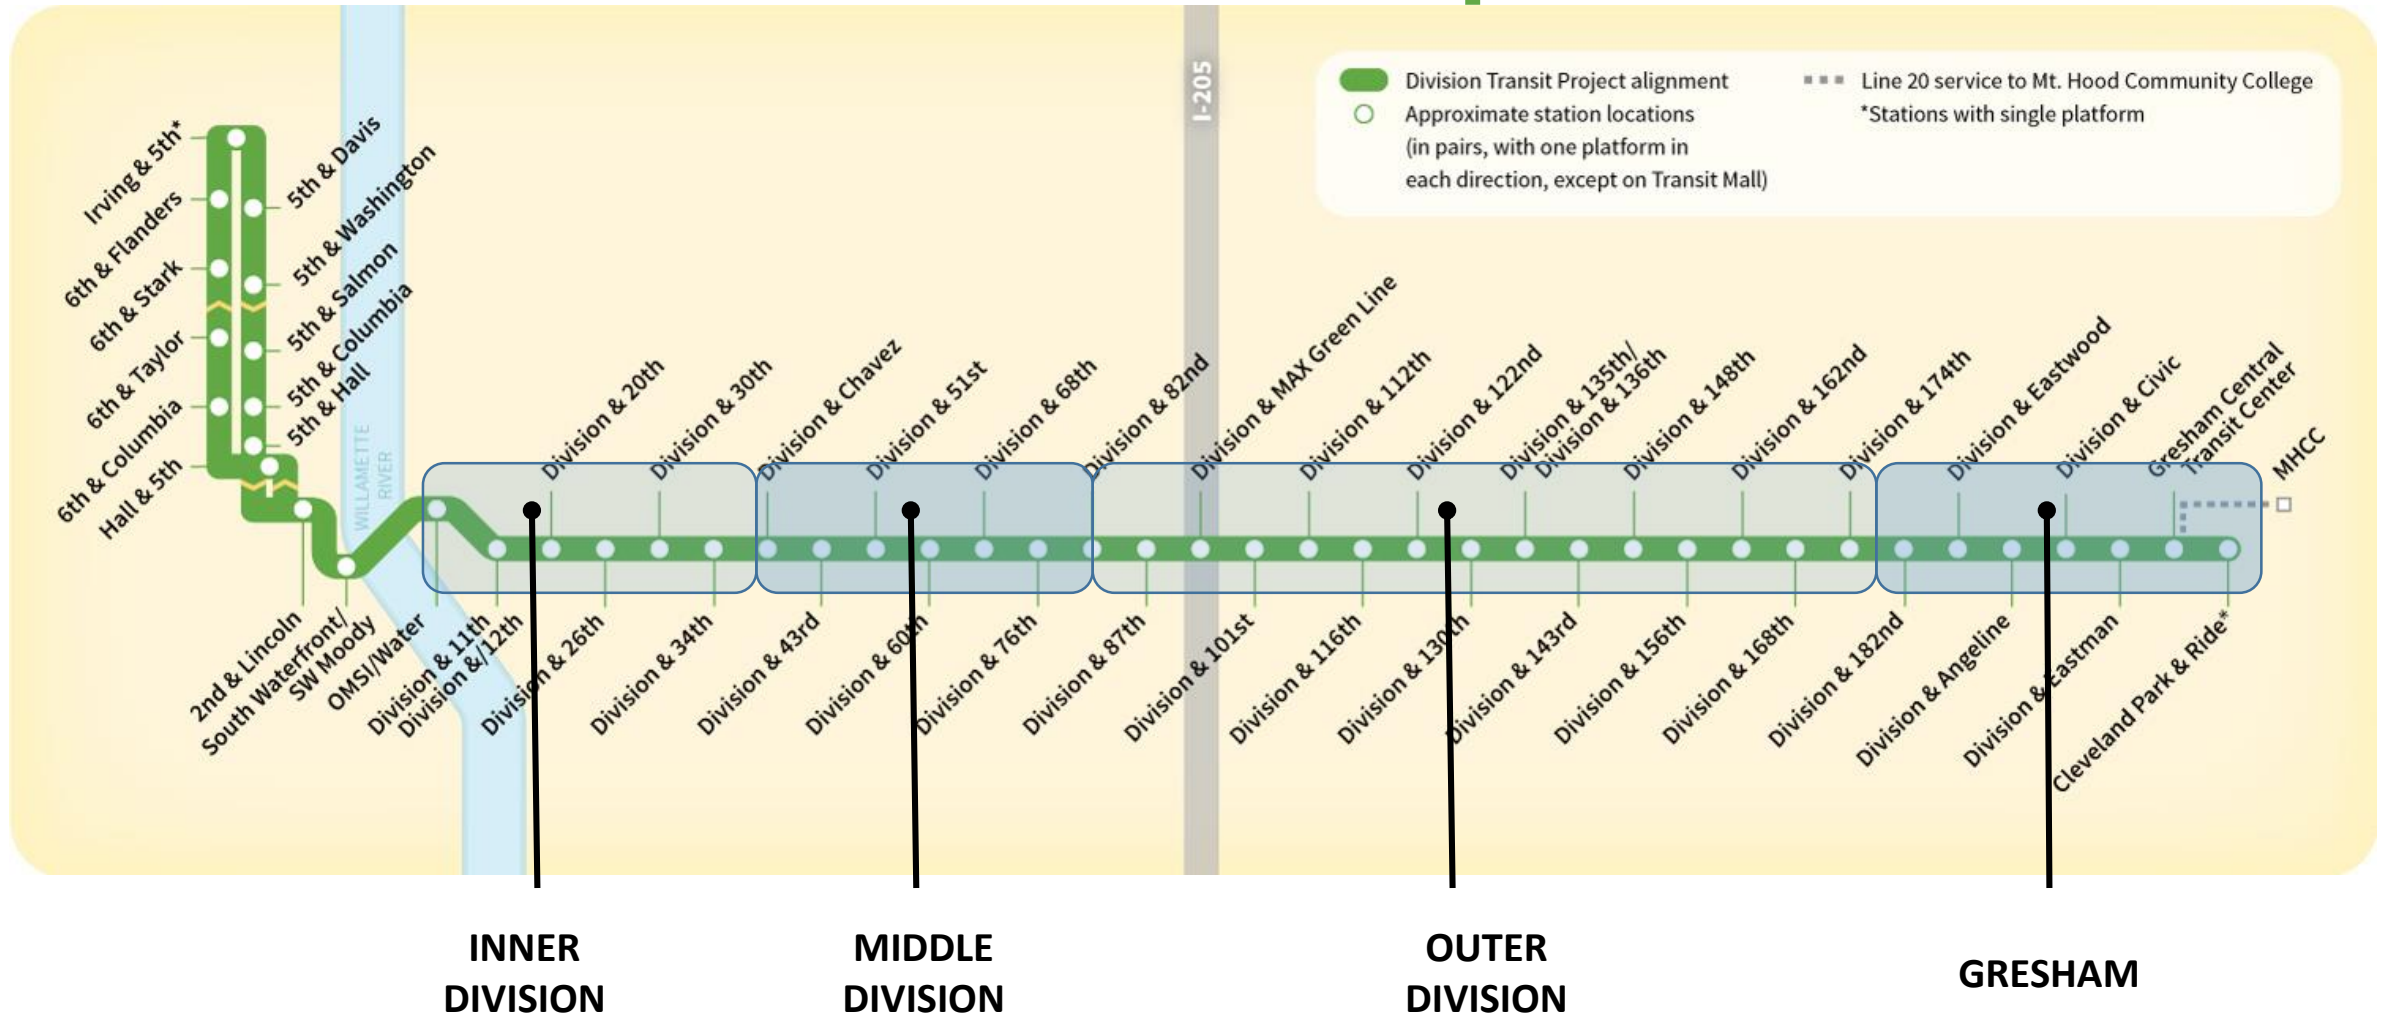 I-205
Division Transit Project alignment
Approximate station locations
(in pairs, with one platform in
each direction, except on Transit Mall)
Line 20 service to Mt. Hood Community College
*Stations with single platform
Irving & 5th*
6th & Flanders
6th & Stark
6th & Taylor
6th & Columbia
Hall & 5th
5th & Davis
5th & Washington
5th & Salmon
5th & Columbia
5th & Hall
WILLAMETTE
RIVER
Division & 20th
Division & 30th
Division & Chavez
Division & 51st
Division & 68th
Division & 82nd
Division & MAX Green Line
Division & 112th
Division & 122nd
Division & 135th/
Division & 136th
Division & 148th
Division & 162nd
Division & 174th
Division & Eastwood
Division & Civic
Gresham Central
Transit Center
MHCC
2nd & Lincoln
South Waterfront/
SW Moody
OMSI/Water
Division & 11th
Division &/12th
Division & 26th
Division & 34th
Division & 43rd
Division & 60th
Division & 76th
Division & 87th
Division & 101st
Division & 116th
Division & 130th
Division & 143rd
Division & 156th
Division & 168th
Division & 182nd
Division & Angeline
Division & Eastman
Cleveland Park & Ride*
INNER
DIVISION
MIDDLE
DIVISION
OUTER
DIVISION
GRESHAM